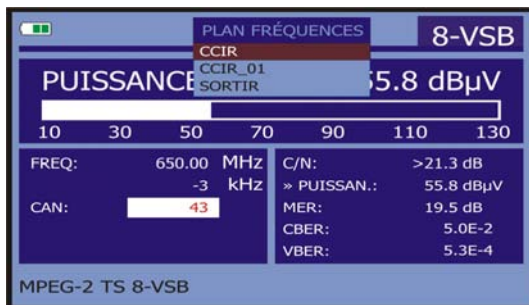 PLAN FRÉQUENCES
8-VSB
CCIR
CCIR_01
SORTIR
PUISSANCE 55.8 dBµV
10 30 50 70 90 110 130
FREQ: 650.00 MHz
-3 kHz
CAN: 43
C/N: >21.3 dB
» PUISSAN.: 55.8 dBµV
MER: 19.5 dB
CBER: 5.0E-2
VBER: 5.3E-4
MPEG-2 TS 8-VSB